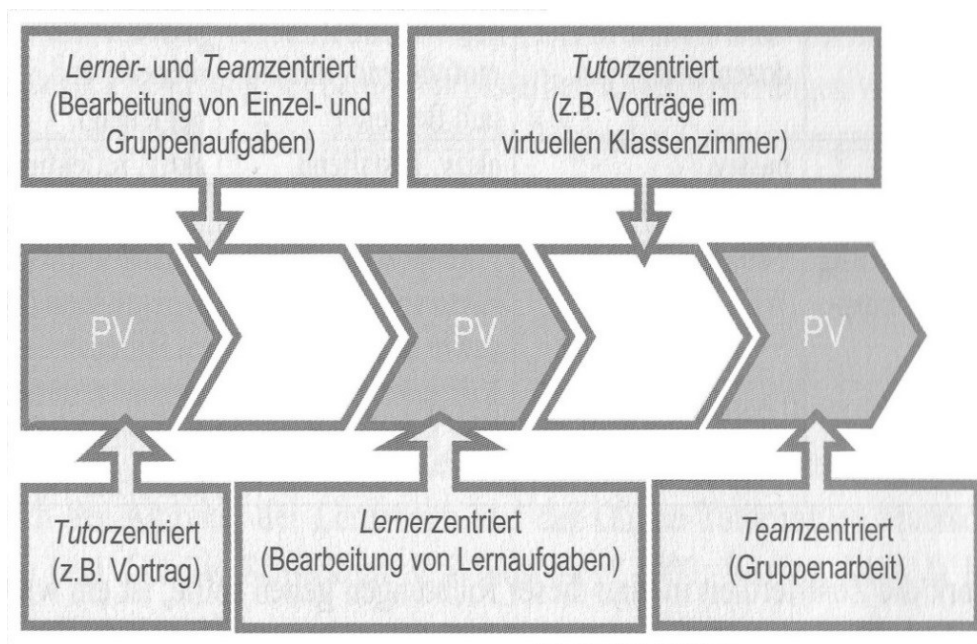 Lerner- und Teamzentriert
(Bearbeitung von Einzel- und
Gruppenaufgaben)
Tutorzentriert
(z.B. Vorträge im
virtuellen Klassenzimmer)
PV
PV
PV
Tutorzentriert
(z.B. Vortrag)
Lernerzentriert
(Bearbeitung von Lernaufgaben)
Teamzentriert
(Gruppenarbeit)